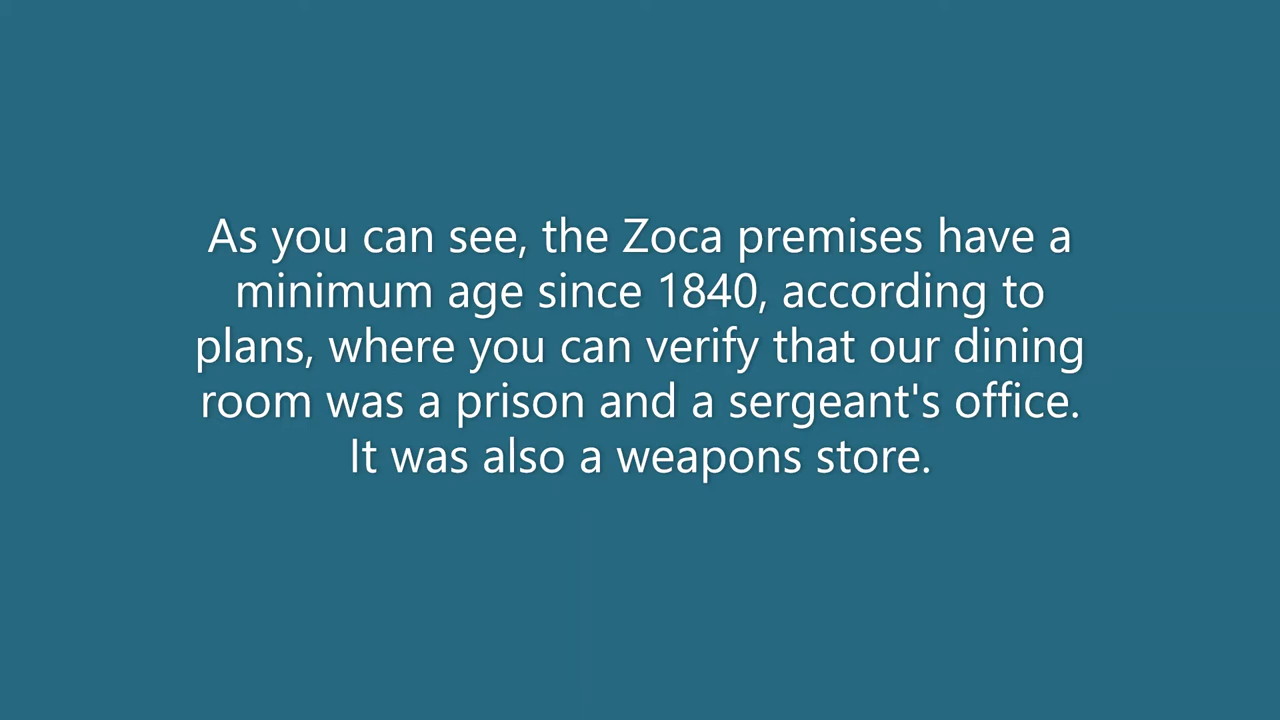 As you can see, the Zoca premises have a
minimum age since 1840, according to
plans, where you can verify that our dining
room was a prison and a sergeant's office.
It was also a weapons store.